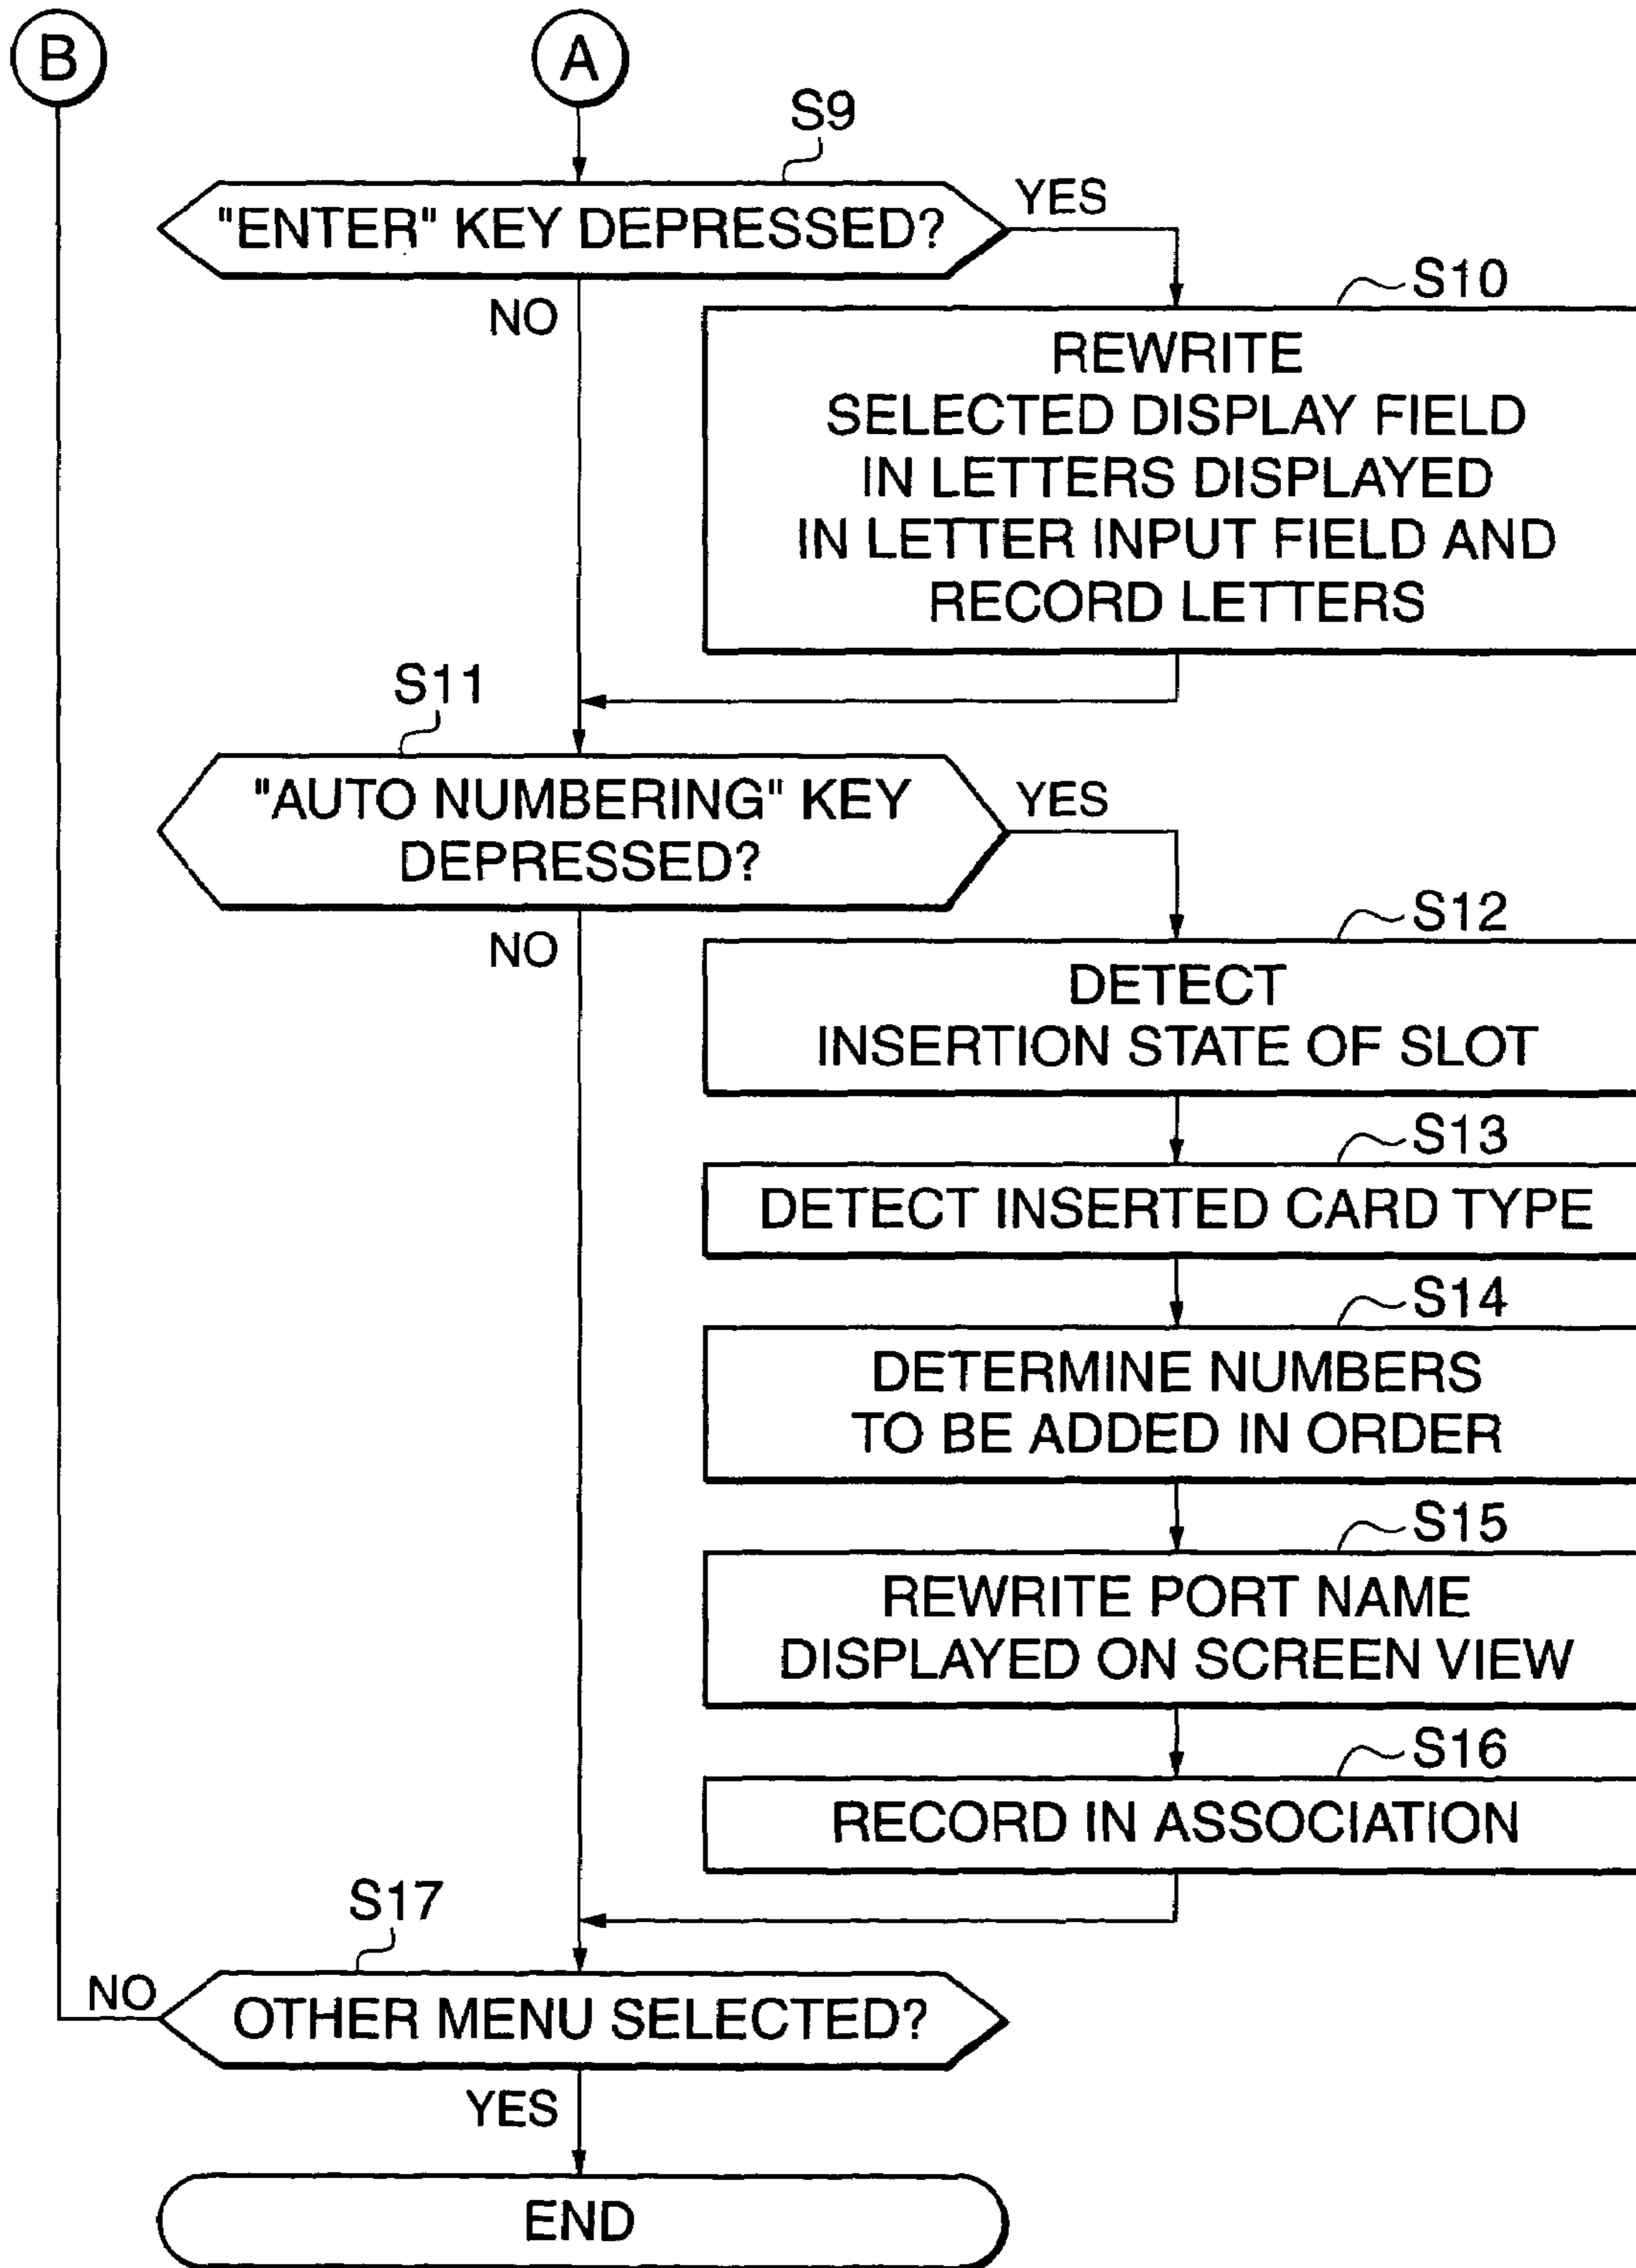 B
A
S9
"ENTER" KEY DEPRESSED?
YES
NO
S10
REWRITE
SELECTED DISPLAY FIELD
IN LETTERS DISPLAYED
IN LETTER INPUT FIELD AND
RECORD LETTERS
S11
"AUTO NUMBERING" KEY
DEPRESSED?
YES
NO
S12
DETECT
INSERTION STATE OF SLOT
S13
DETECT INSERTED CARD TYPE
S14
DETERMINE NUMBERS
TO BE ADDED IN ORDER
S15
REWRITE PORT NAME
DISPLAYED ON SCREEN VIEW
S16
RECORD IN ASSOCIATION
S17
NO
OTHER MENU SELECTED?
YES
END